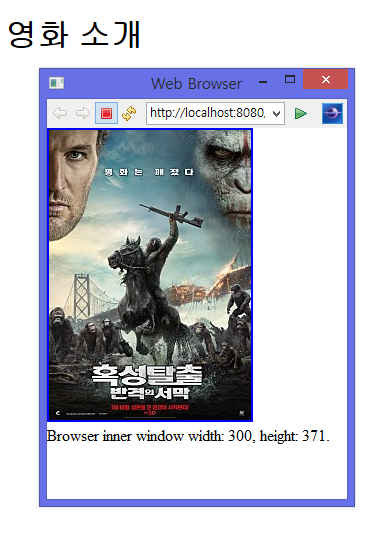 영화 소개
Web Browser
http://localhost:8080/
평화는 깨졌다
혹성탈출
반격의 서막
Browser inner window width: 300, height: 371.